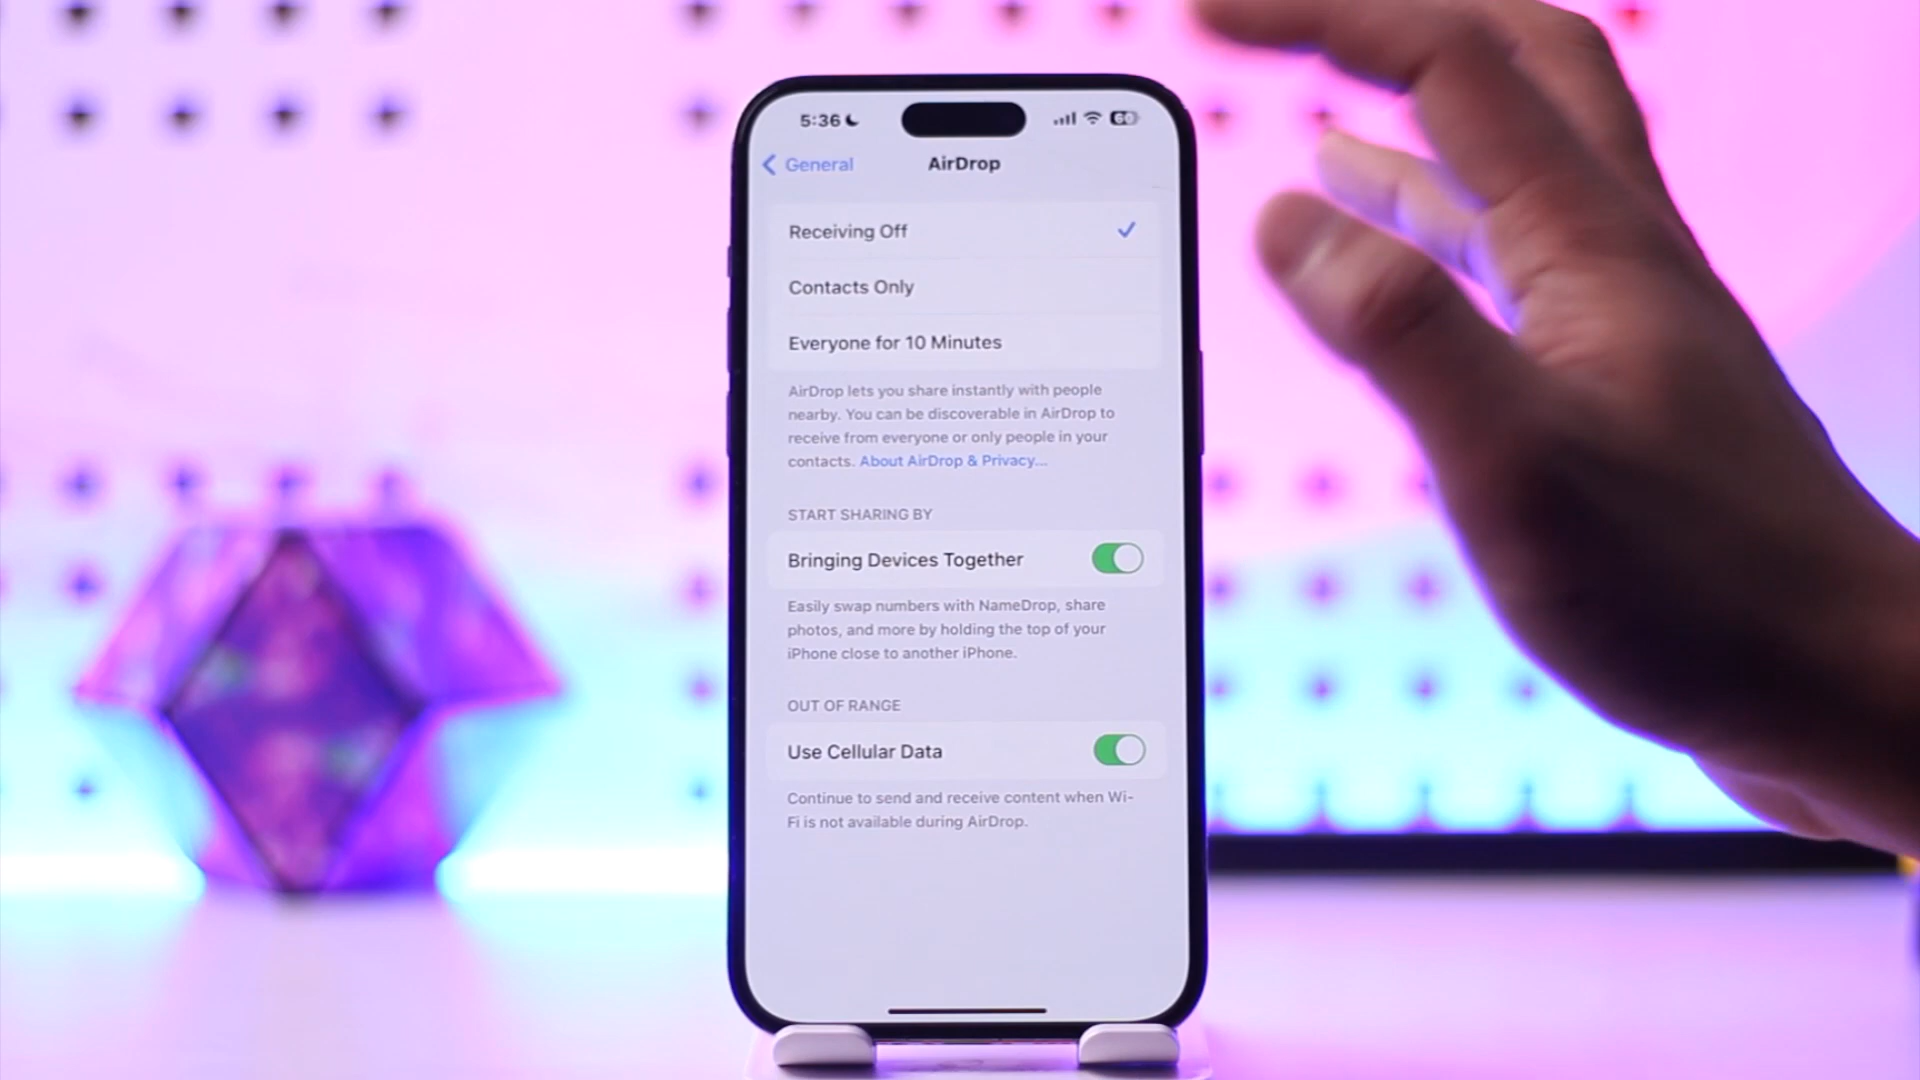 5:36
60
General
AirDrop
Receiving Off
Contacts Only
Everyone for 10 Minutes
AirDrop lets you share instantly with people
nearby. You can be discoverable in AirDrop to
receive from everyone or only people in your
contacts. About AirDrop & Privacy...
START SHARING BY
Bringing Devices Together
Easily swap numbers with NameDrop, share
photos, and more by holding the top of your
iPhone close to another iPhone.
OUT OF RANGE
Use Cellular Data
Continue to send and receive content when Wi-
Fi is not available during AirDrop.